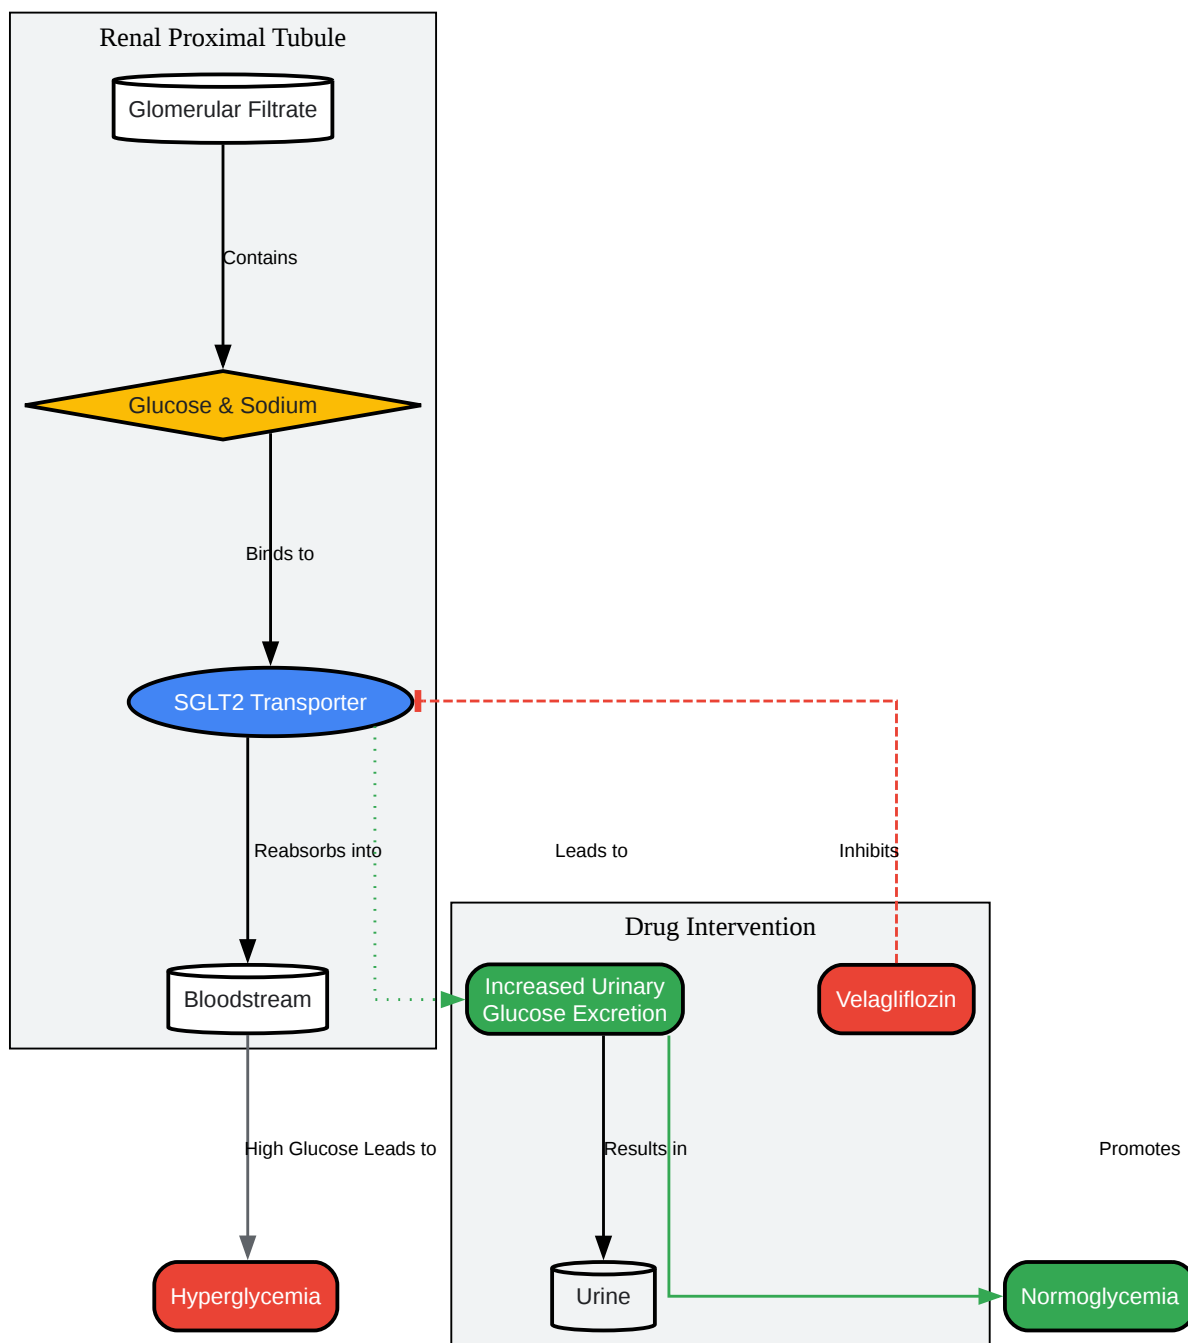 Renal Proximal Tubule
Glomerular Filtrate
Contains
Glucose & Sodium
Binds to
SGLT2 Transporter
Reabsorbs into
Leads to
Inhibits
Drug Intervention
Bloodstream
Increased Urinary
Glucose Excretion
Velagliflozin
High Glucose Leads to
Results in
Promotes
Hyperglycemia
Urine
Normoglycemia